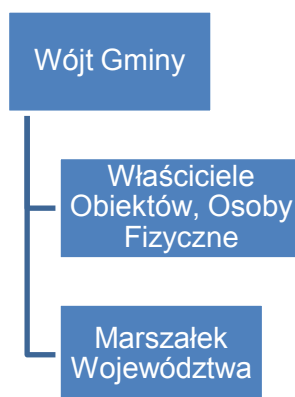 Wójt Gminy
Właściciele
Obiektów, Osoby
Fizyczne
Marszałek
Województwa